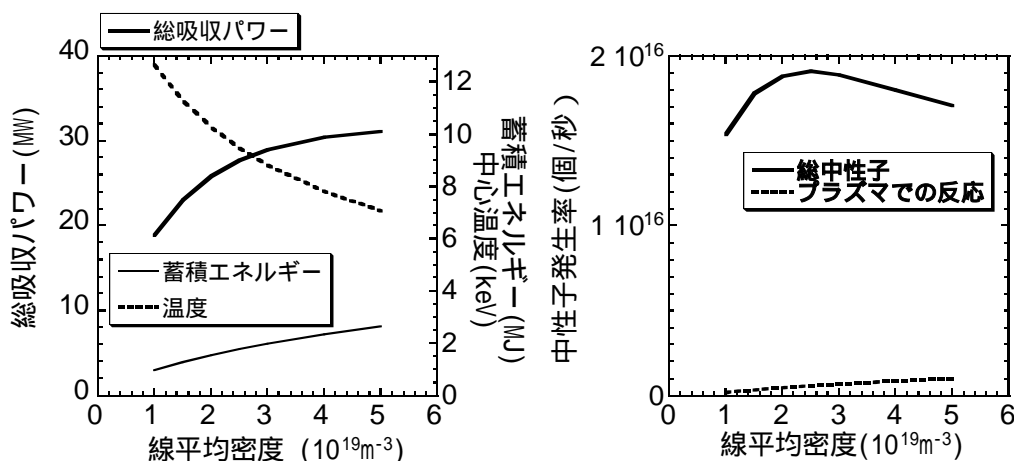 総吸収パワー
40
30
20
10
0
総吸収パワー(MW)
12
10
8
6
4
2
0
蓄積エネルギー(MJ)
中心温度(keV)
蓄積エネルギー
温度
0 1 2 3 4 5 6
線平均密度 (10¹⁹m⁻³)
2 10¹⁶
1 10¹⁶
0
中性子発生率(個/秒)
総中性子
プラズマでの反応
0 1 2 3 4 5 6
線平均密度(10¹⁹m⁻³)